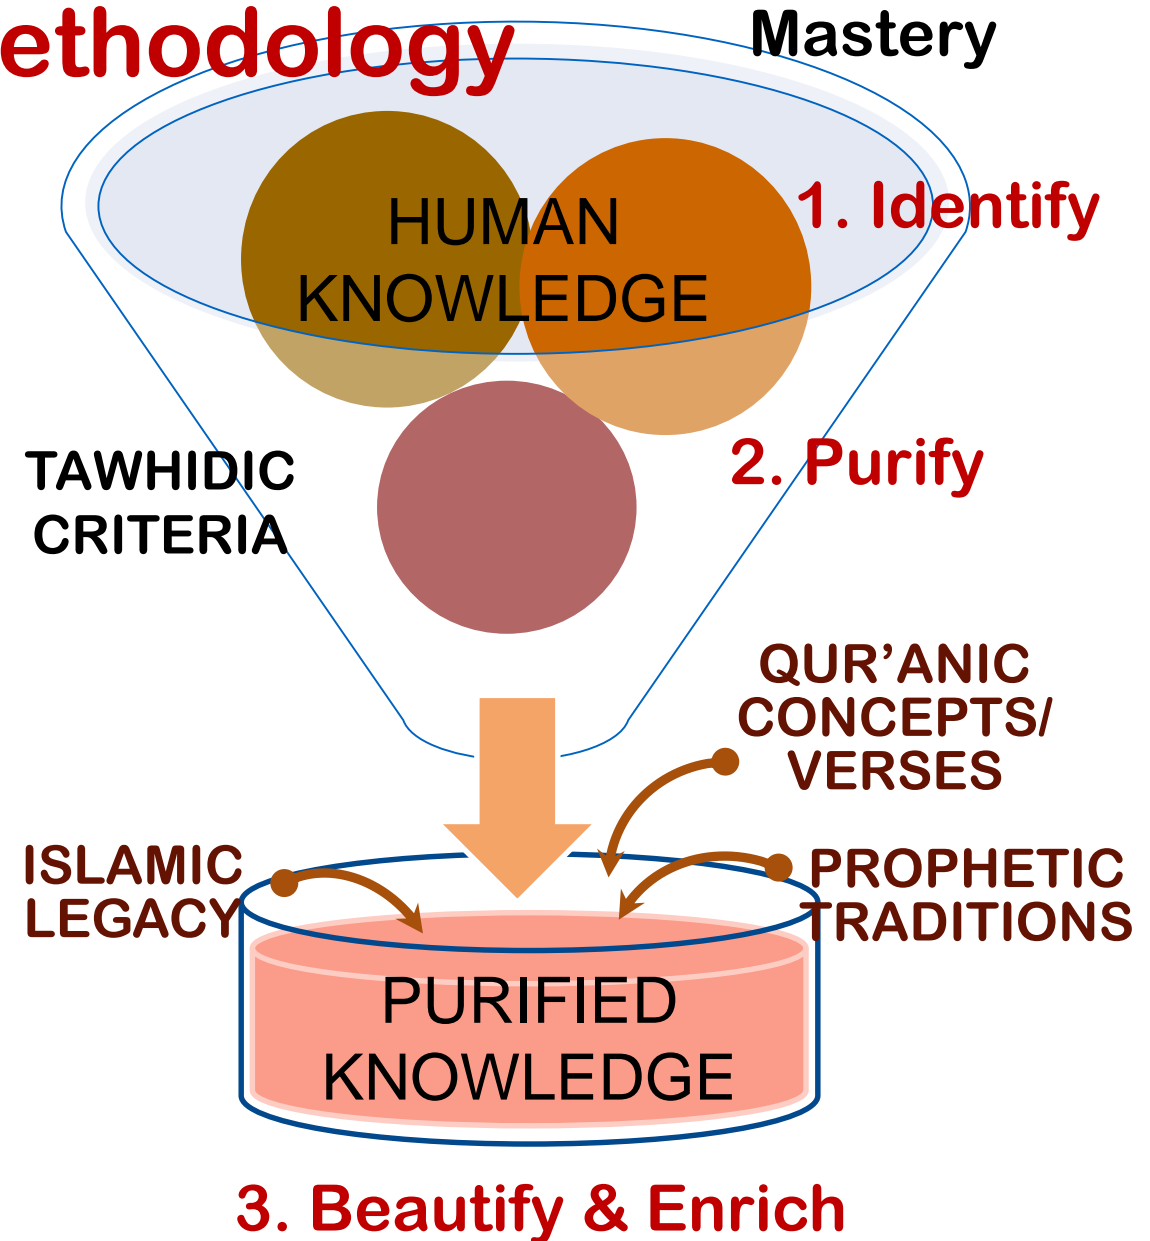 ethodology
Mastery
HUMAN
KNOWLEDGE
1. Identify
TAWHIDIC
CRITERIA
2. Purify
QUR’ANIC
CONCEPTS/
VERSES
ISLAMIC
LEGACY
PROPHETIC
TRADITIONS
PURIFIED
KNOWLEDGE
3. Beautify & Enrich